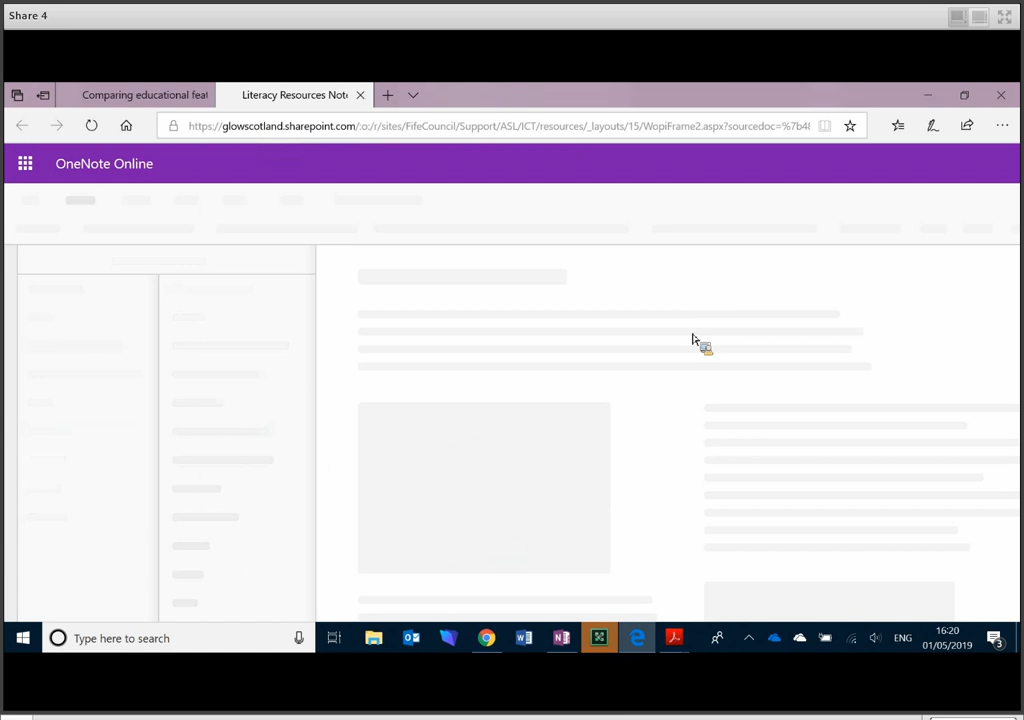 Share 4
Comparing educational feat
Literacy Resources Note
https://glowscotland.sharepoint.com/:o:/r/sites/FifeCouncil/Support/ASL/ICT/resources/_layouts/15/WopiFrame2.aspx?sourcedoc=%7b4
OneNote Online
Type here to search
ENG
16:20
01/05/2019
3